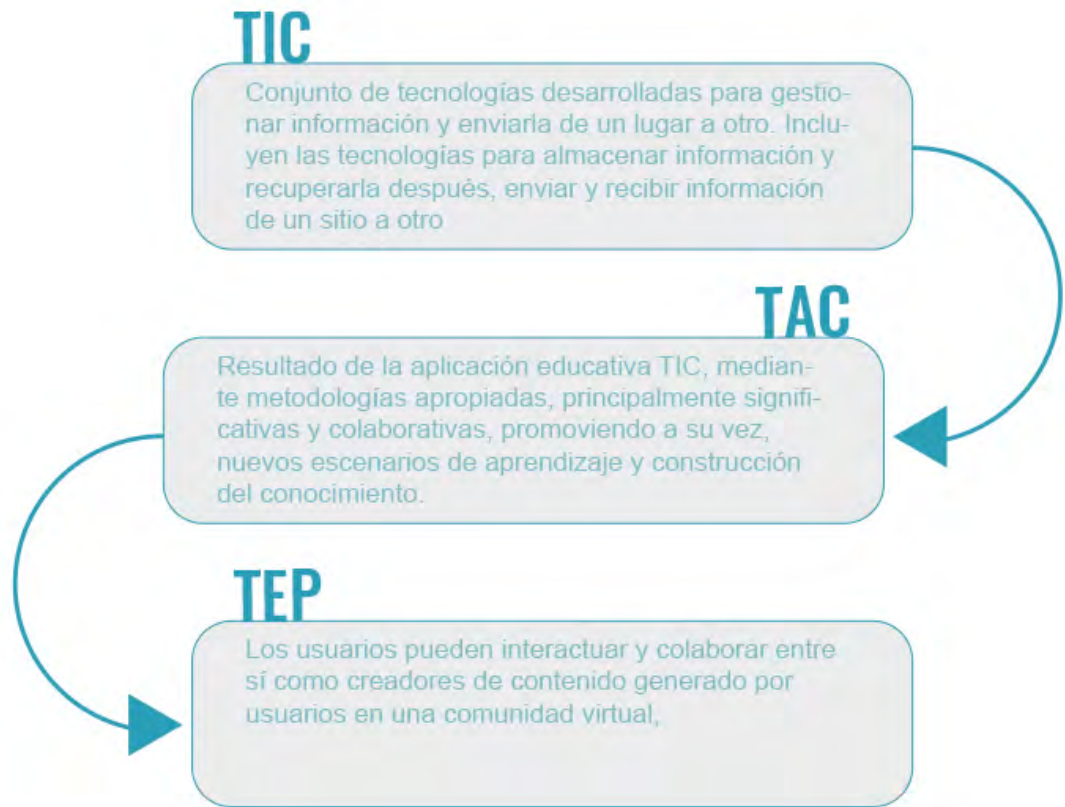 TIC
Conjunto de tecnologías desarrolladas para gestio-
nar información y enviarla de un lugar a otro. Inclu-
yen las tecnologías para almacenar información y
recuperarla después, enviar y recibir información
de un sitio a otro
TAC
Resultado de la aplicación educativa TIC, median-
te metodologías apropiadas, principalmente signifi-
cativas y colaborativas, promoviendo a su vez,
nuevos escenarios de aprendizaje y construcción
del conocimiento.
TEP
Los usuarios pueden interactuar y colaborar entre
sí como creadores de contenido generado por
usuarios en una comunidad virtual,